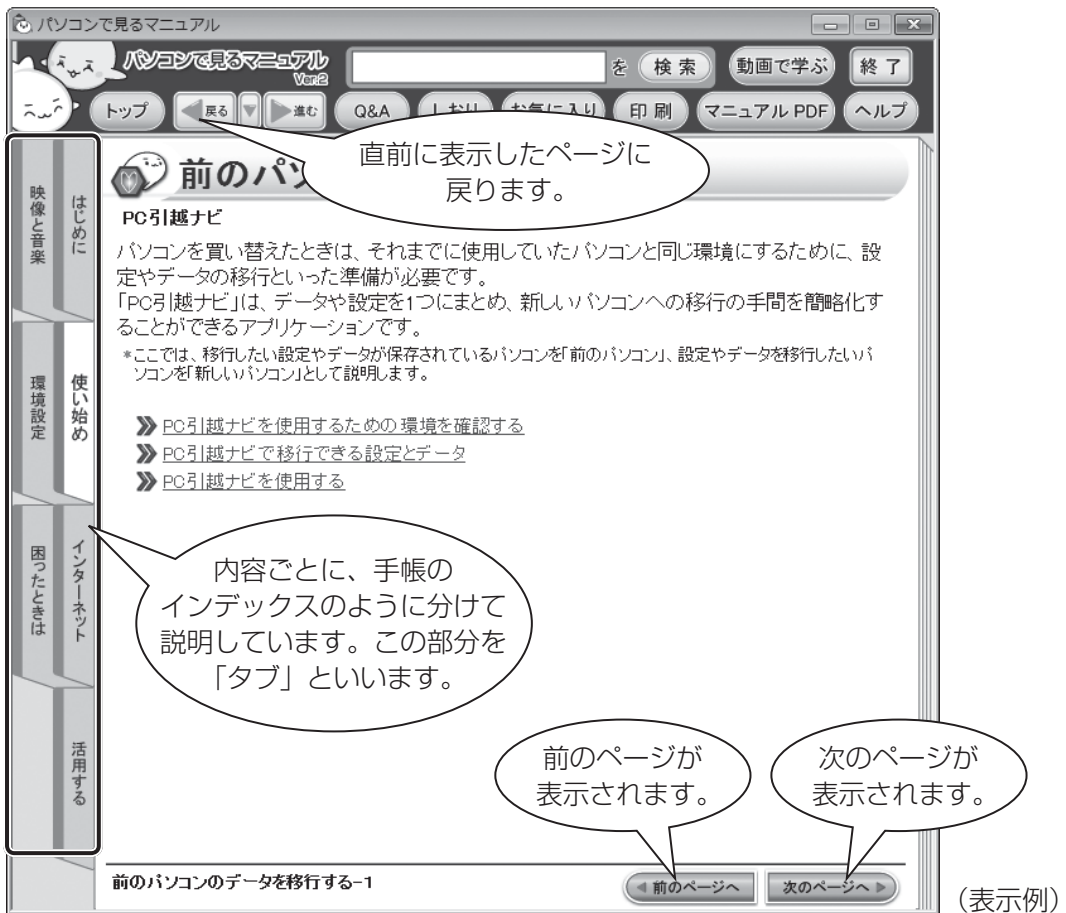 パソコンで見るマニュアル
パソコンで見るマニュアル
Ver.2
を
検 索
動画で学ぶ
終 了
トップ
戻る
進む
Q&A
しおり
お気に入り
印 刷
マニュアル PDF
ヘルプ
直前に表示したページに
戻ります。
前のパソ
PC引越ナビ
パソコンを買い替えたときは、それまでに使用していたパソコンと同じ環境にするために、設
定やデータの移行といった準備が必要です。
「PC引越ナビ」は、データや設定を1つにまとめ、新しいパソコンへの移行の手間を簡略化す
ることができるアプリケーションです。
*ここでは、移行したい設定やデータが保存されているパソコンを「前のパソコン」、設定やデータを移行したいパ
ソコンを「新しいパソコン」として説明します。
PC引越ナビを使用するための環境を確認する
PC引越ナビで移行できる設定とデータ
PC引越ナビを使用する
はじめに
使い始め
インターネット
活用する
映像と音楽
環境設定
困ったときは
内容ごとに、手帳の
インデックスのように分けて
説明しています。この部分を
「タブ」といいます。
前のページが
表示されます。
次のページが
表示されます。
前のパソコンのデータを移行する-1
前のページへ
次のページへ
（表示例）